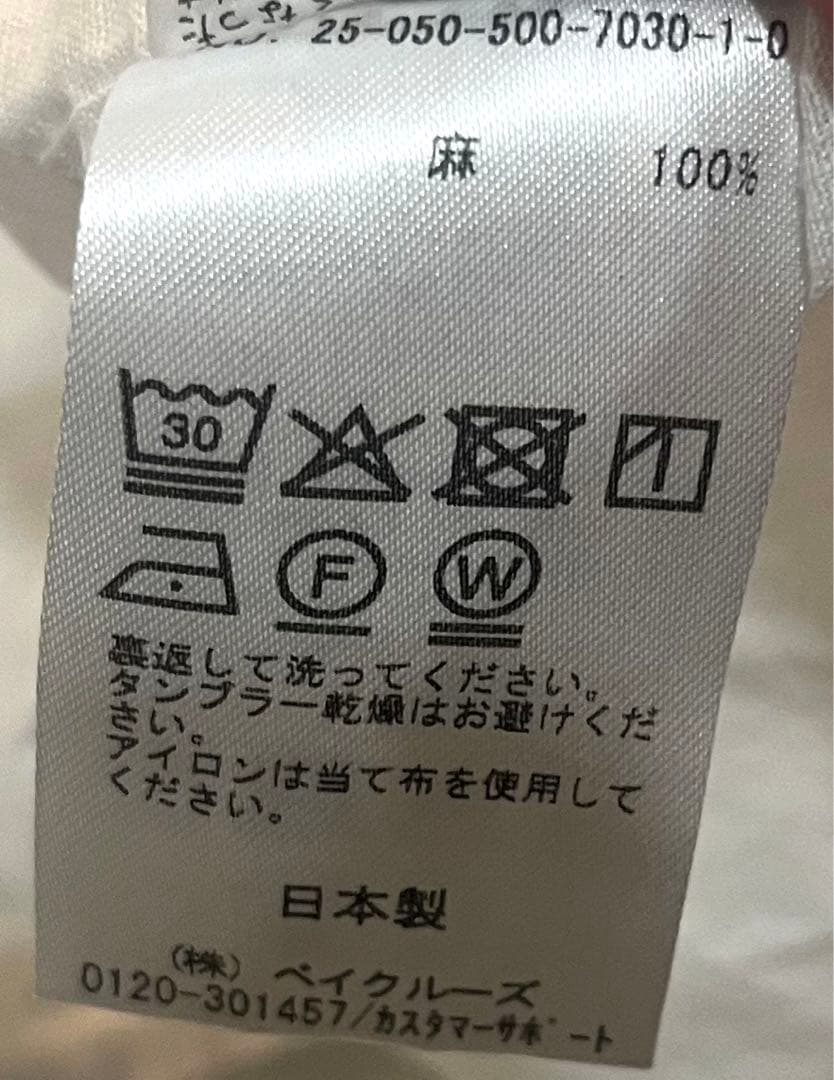 25-050-500-7030-1-0
麻 100%
30
F W
裏返して洗ってください。
タンブラー乾燥はお避けくだ
さい。
アイロンは当て布を使用して
ください。
日本製
(株) ベイクルーズ
0120-301457/カスタマーサポート